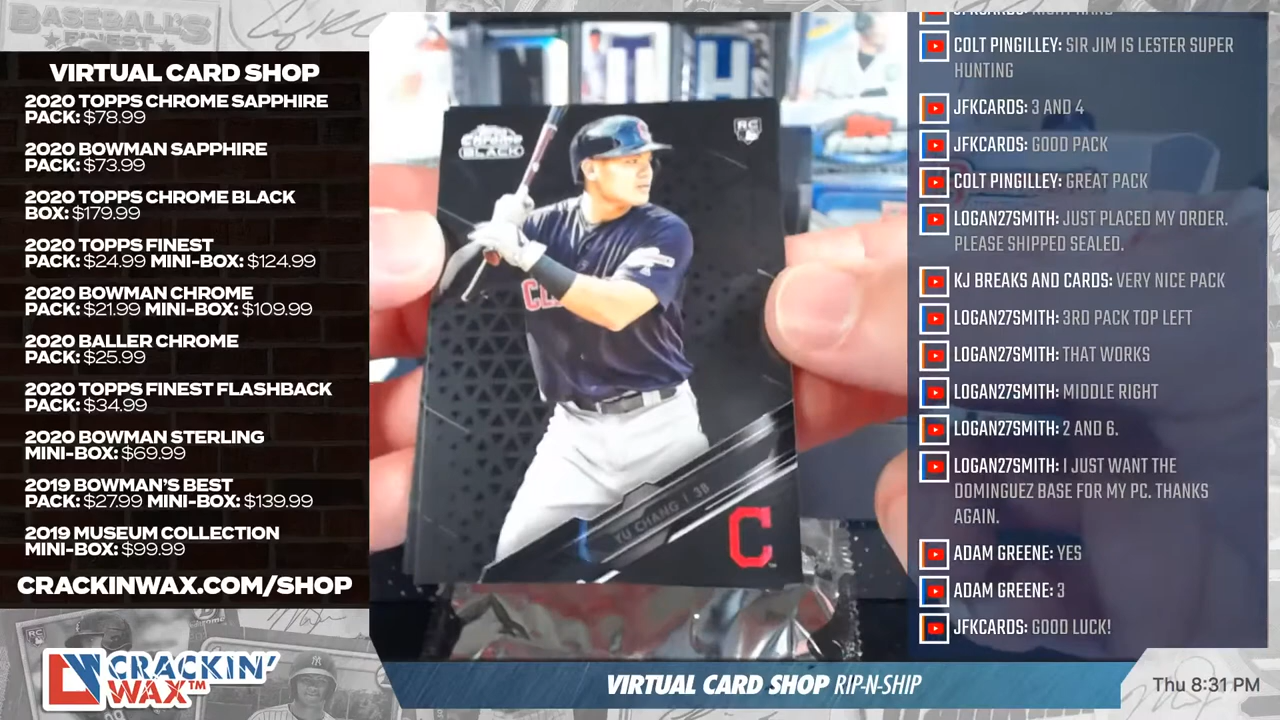 BASEBALL'S
FINEST
VIRTUAL CARD SHOP
2020 TOPPS CHROME SAPPHIRE
PACK: $78.99
2020 BOWMAN SAPPHIRE
PACK: $73.99
2020 TOPPS CHROME BLACK
BOX: $179.99
2020 TOPPS FINEST
PACK: $24.99 MINI-BOX: $124.99
2020 BOWMAN CHROME
PACK: $21.99 MINI-BOX: $109.99
2020 BALLER CHROME
PACK: $25.99
2020 TOPPS FINEST FLASHBACK
PACK: $34.99
2020 BOWMAN STERLING
MINI-BOX: $69.99
2019 BOWMAN'S BEST
PACK: $27.99 MINI-BOX: $139.99
2019 MUSEUM COLLECTION
MINI-BOX: $99.99
CRACKINWAX.COM/SHOP
RC
CRACKIN'
WAX™
CHROME
BLACK
RC
YU CHANG | 3B
C
COLT PINGILLEY: SIR JIM IS LESTER SUPER
HUNTING
JFKCARDS: 3 AND 4
JFKCARDS: GOOD PACK
COLT PINGILLEY: GREAT PACK
LOGAN27SMITH: JUST PLACED MY ORDER.
PLEASE SHIPPED SEALED.
KJ BREAKS AND CARDS: VERY NICE PACK
LOGAN27SMITH: 3RD PACK TOP LEFT
LOGAN27SMITH: THAT WORKS
LOGAN27SMITH: MIDDLE RIGHT
LOGAN27SMITH: 2 AND 6.
LOGAN27SMITH: I JUST WANT THE
DOMINGUEZ BASE FOR MY PC. THANKS
AGAIN.
ADAM GREENE: YES
ADAM GREENE: 3
JFKCARDS: GOOD LUCK!
VIRTUAL CARD SHOP RIP-N-SHIP
Thu 8:31 PM